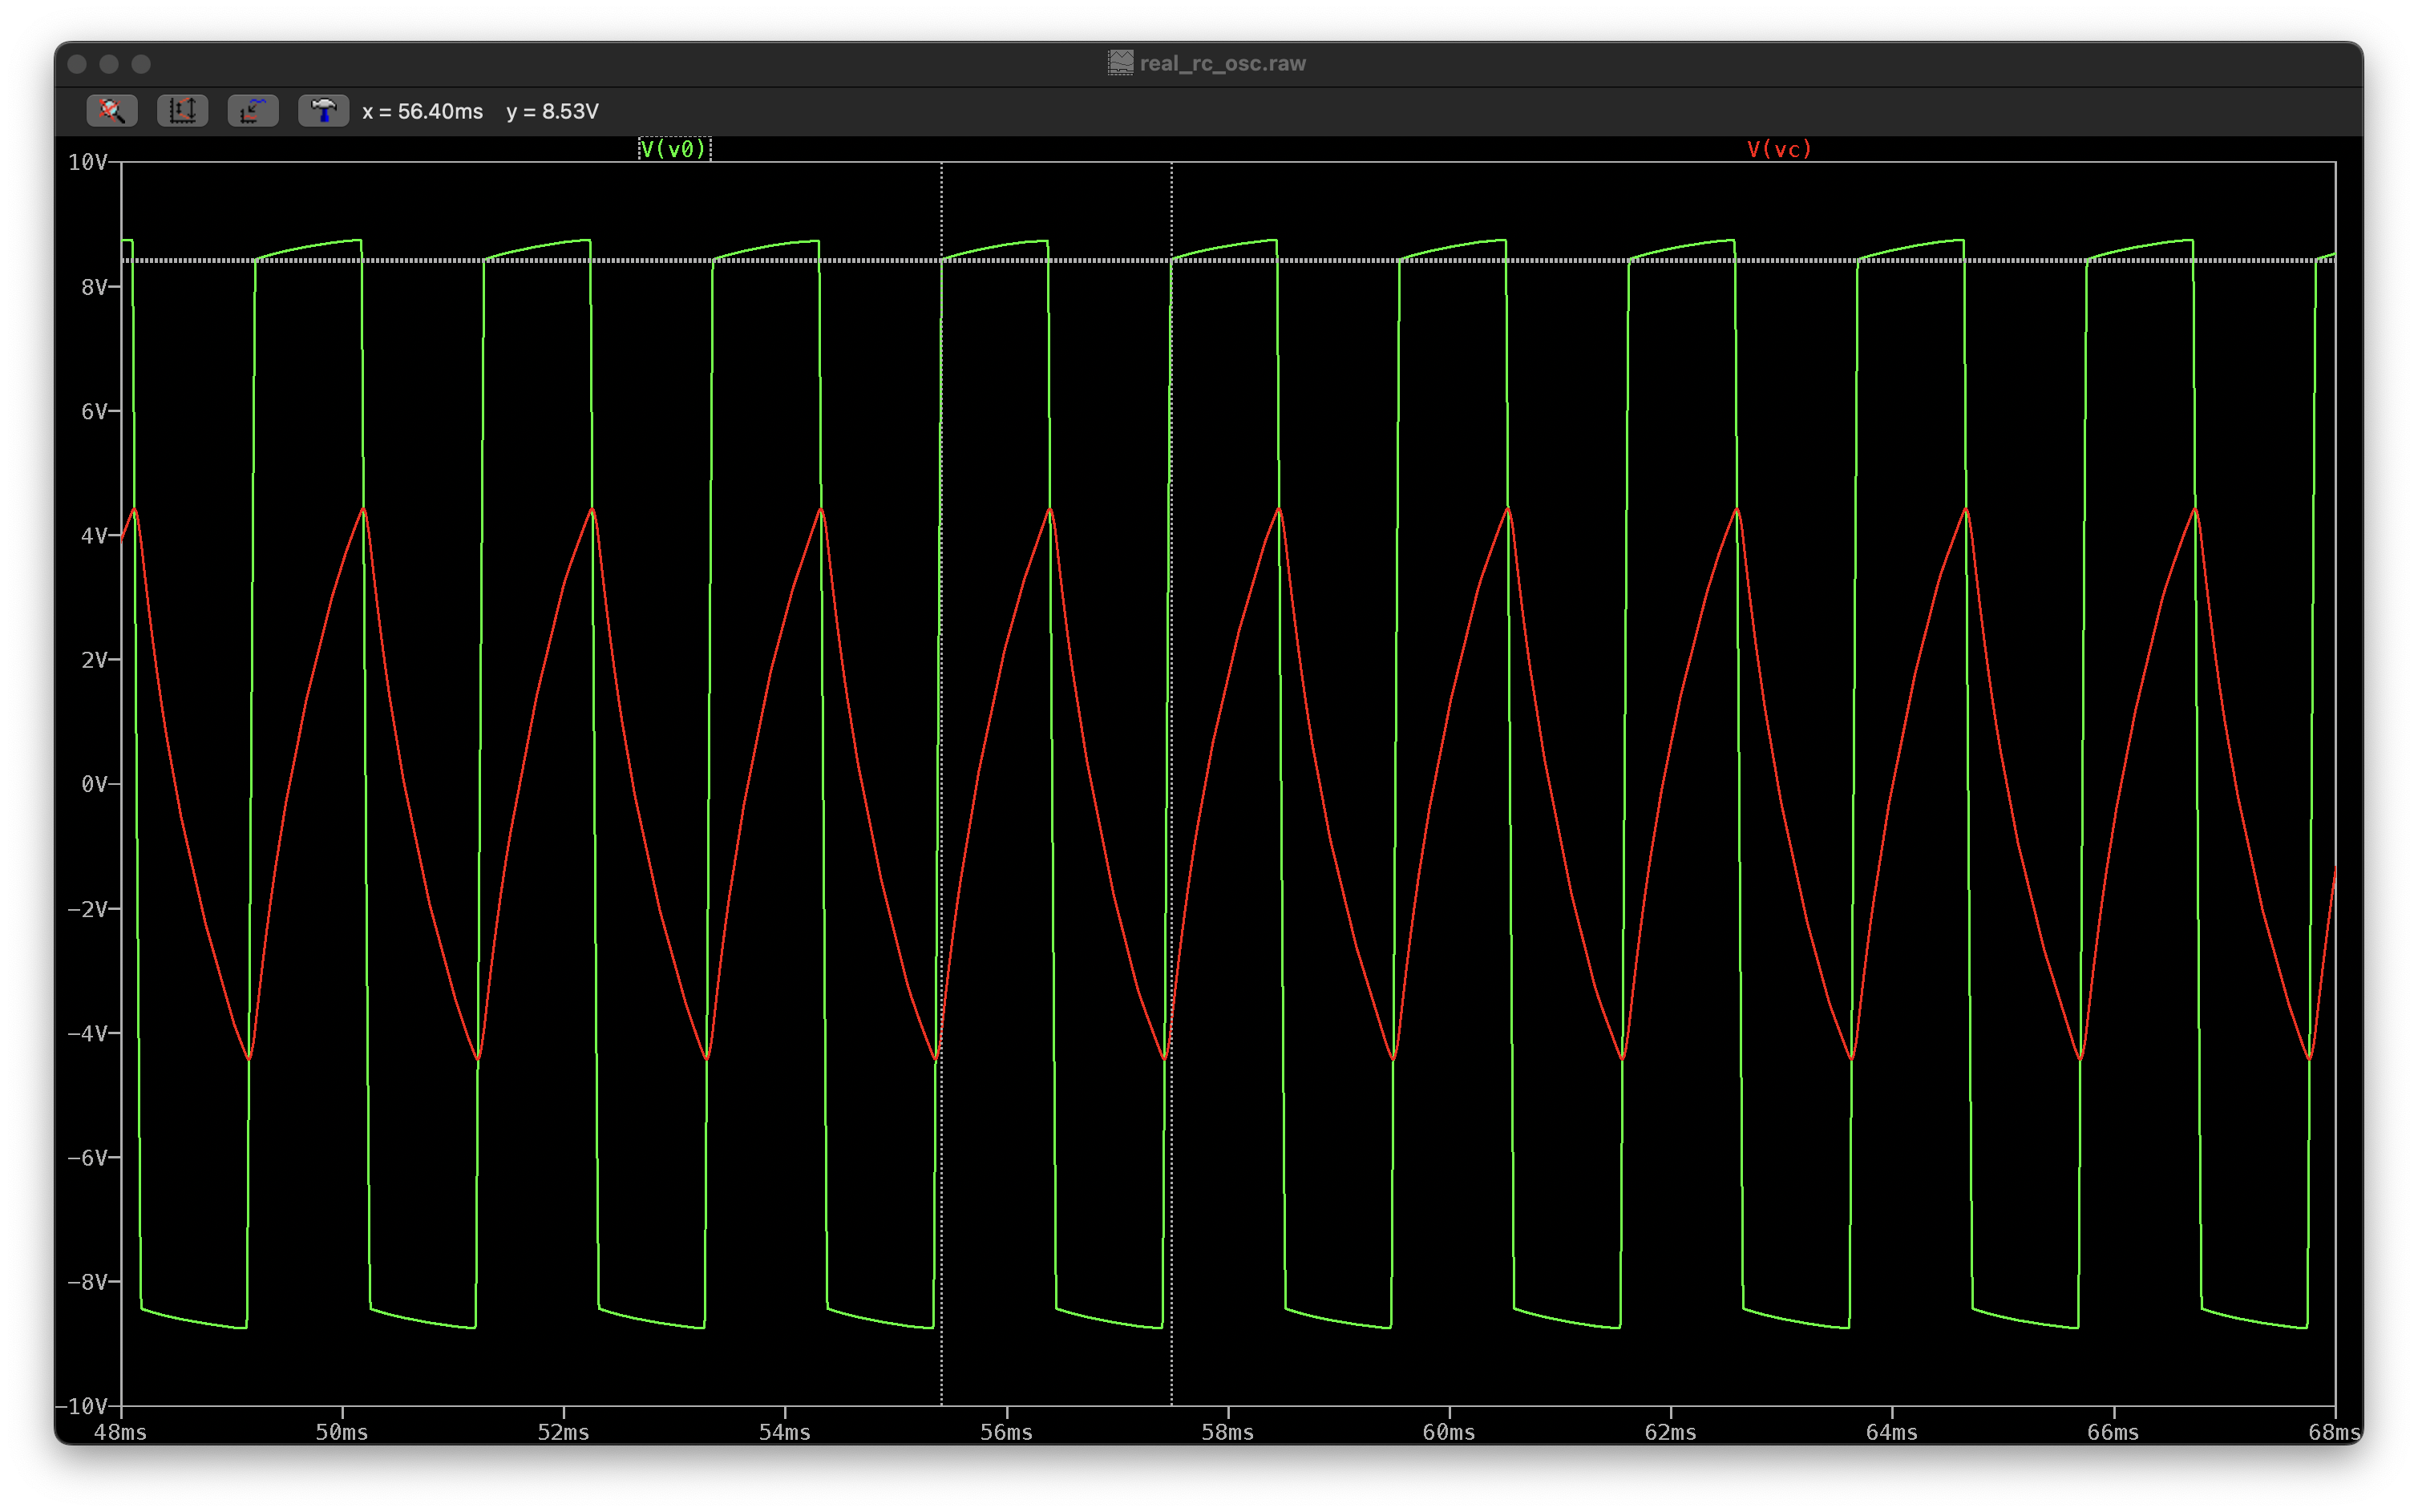 real_rc_osc.raw
x = 56.40ms y = 8.53V
V(v0) V(vc)
10V
8V
6V
4V
2V
0V
−2V
−4V
−6V
−8V
−10V
48ms 50ms 52ms 54ms 56ms 58ms 60ms 62ms 64ms 66ms 68ms